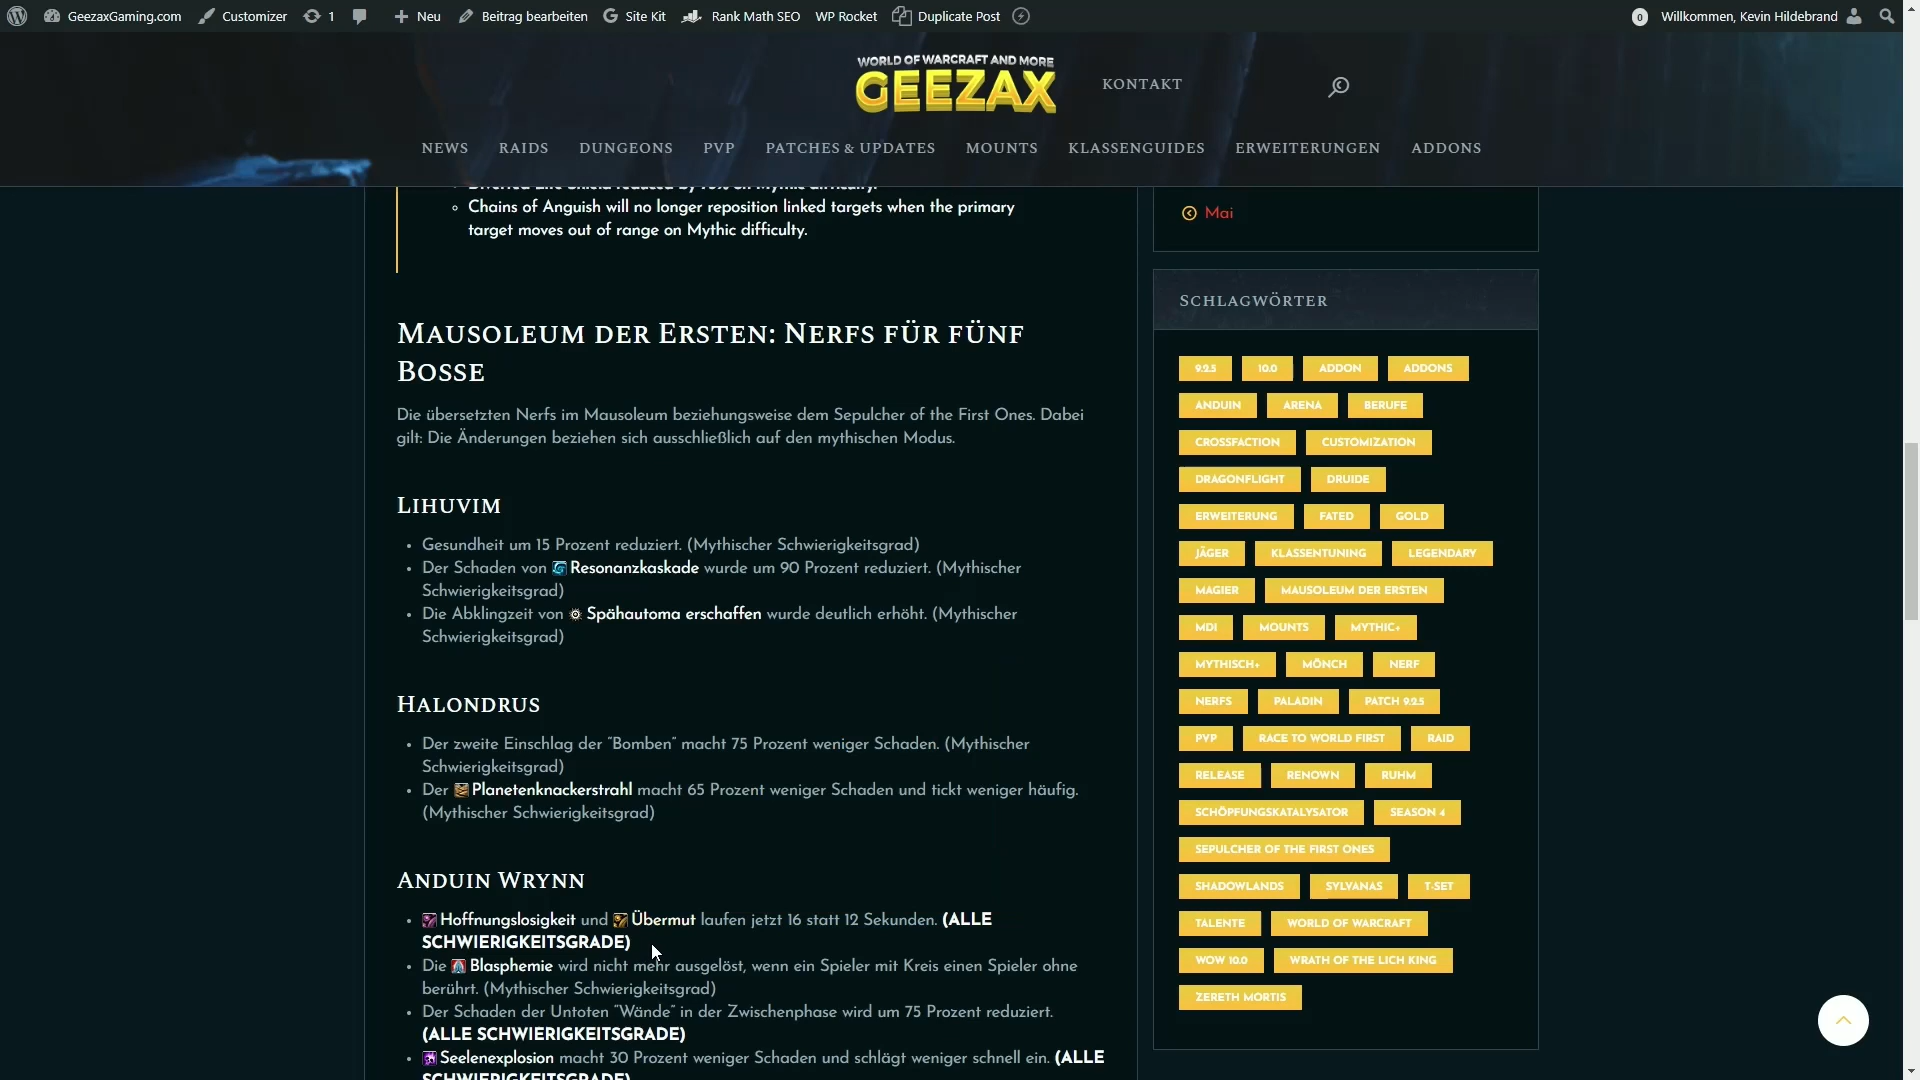 GeezaxGaming.com Customizer 1 Neu Beitrag bearbeiten Site Kit Rank Math SEO WP Rocket Duplicate Post 0 Willkommen, Kevin Hildebrand
WORLD OF WARCRAFT AND MORE
GEEZAX
KONTAKT
NEWS RAIDS DUNGEONS PVP PATCHES & UPDATES MOUNTS KLASSENGUIDES ERWEITERUNGEN ADDONS
Chains of Anguish will no longer reposition linked targets when the primary
target moves out of range on Mythic difficulty.
Mausoleum der Ersten: Nerfs für fünf
Bosse
Die übersetzten Nerfs im Mausoleum beziehungsweise dem Sepulcher of the First Ones. Dabei
gilt: Die Änderungen beziehen sich ausschließlich auf den mythischen Modus.
Lihuvim
Gesundheit um 15 Prozent reduziert. (Mythischer Schwierigkeitsgrad)
Der Schaden von Resonanzkaskade wurde um 90 Prozent reduziert. (Mythischer
Schwierigkeitsgrad)
Die Abklingzeit von Spähautoma erschaffen wurde deutlich erhöht. (Mythischer
Schwierigkeitsgrad)
Halondrus
Der zweite Einschlag der "Bomben" macht 75 Prozent weniger Schaden. (Mythischer
Schwierigkeitsgrad)
Der Planetenknackerstrahl macht 65 Prozent weniger Schaden und tickt weniger häufig.
(Mythischer Schwierigkeitsgrad)
Anduin Wrynn
Hoffnungslosigkeit und Übermut laufen jetzt 16 statt 12 Sekunden. (ALLE
SCHWIERIGKEITSGRADE)
Die Blasphemie wird nicht mehr ausgelöst, wenn ein Spieler mit Kreis einen Spieler ohne
berührt. (Mythischer Schwierigkeitsgrad)
Der Schaden der Untoten "Wände" in der Zwischenphase wird um 75 Prozent reduziert.
(ALLE SCHWIERIGKEITSGRADE)
Seelenexplosion macht 30 Prozent weniger Schaden und schlägt weniger schnell ein. (ALLE
SCHWIERIGKEITSGRADE)
Mai
Schlagwörter
9.2.5 10.0 ADDON ADDONS
ANDUIN ARENA BERUFE
CROSSFACTION CUSTOMIZATION
DRAGONFLIGHT DRUIDE
ERWEITERUNG FATED GOLD
JÄGER KLASSENTUNING LEGENDARY
MAGIER MAUSOLEUM DER ERSTEN
MDI MOUNTS MYTHIC+
MYTHISCH+ MÖNCH NERF
NERFS PALADIN PATCH 9.2.5
PVP RACE TO WORLD FIRST RAID
RELEASE RENOWN RUHM
SCHÖPFUNGSKATALYSATOR SEASON 4
SEPULCHER OF THE FIRST ONES
SHADOWLANDS SYLVANAS T-SET
TALENTE WORLD OF WARCRAFT
WOW 10.0 WRATH OF THE LICH KING
ZERETH MORTIS